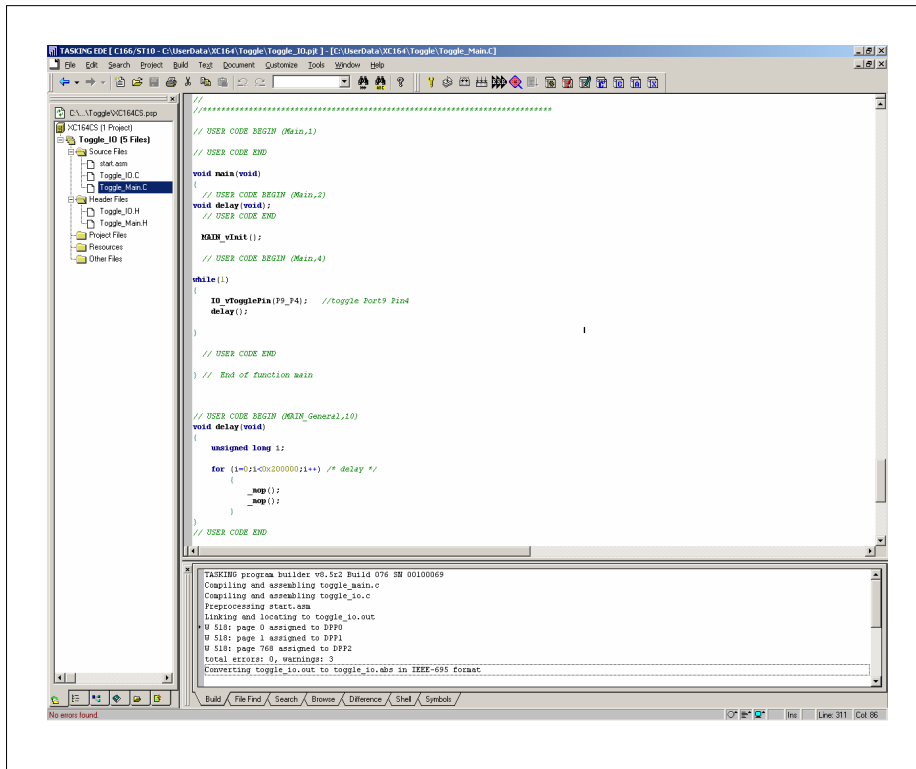 TASKING EDE [ C166/ST10 - C:\UserData\XC164\Toggle\Toggle_IO.pjt ] - [C:\UserData\XC164\Toggle\Toggle_Main.C]
File Edit Search Project Build Text Document Customize Tools Window Help
C:\...\Toggle\XC164CS.psp
XC164CS (1 Project)
Toggle_IO (5 Files)
Source Files
start.asm
Toggle_IO.C
Toggle_Main.C
Header Files
Toggle_IO.H
Toggle_Main.H
Project Files
Resources
Other Files
//
//****************************************************************************
// USER CODE BEGIN (Main,1)
// USER CODE END
void main(void)
{
// USER CODE BEGIN (Main,2)
void delay(void);
// USER CODE END
MAIN_vInit();
// USER CODE BEGIN (Main,4)
while(1)
{
IO_vTogglePin(P9_P4); //toggle Port9 Pin4
delay();
}
// USER CODE END
} // End of function main
// USER CODE BEGIN (MAIN_General,10)
void delay(void)
{
unsigned long i;
for (i=0;i<0x200000;i++) /* delay */
{
_nop();
_nop();
}
}
// USER CODE END
TASKING program builder v8.5r2 Build 076 SN 00100069
Compiling and assembling toggle_main.c
Compiling and assembling toggle_io.c
Preprocessing start.asm
Linking and locating to toggle_io.out
W 518: page 0 assigned to DPP0
W 518: page 1 assigned to DPP1
W 518: page 768 assigned to DPP2
total errors: 0, warnings: 3
Converting toggle_io.out to toggle_io.abs in IEEE-695 format
Build File Find Search Browse Difference Shell Symbols
No errors found. Ins Line: 311 Col: 86